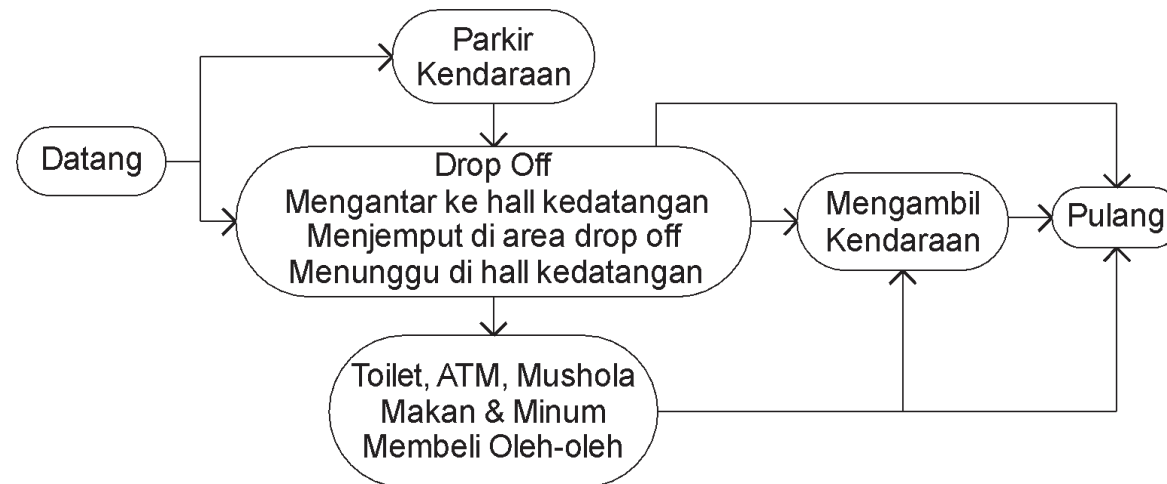 Parkir
Kendaraan
Datang
Drop Off
Mengantar ke hall kedatangan
Menjemput di area drop off
Menunggu di hall kedatangan
Mengambil
Kendaraan
Pulang
Toilet, ATM, Mushola
Makan & Minum
Membeli Oleh-oleh